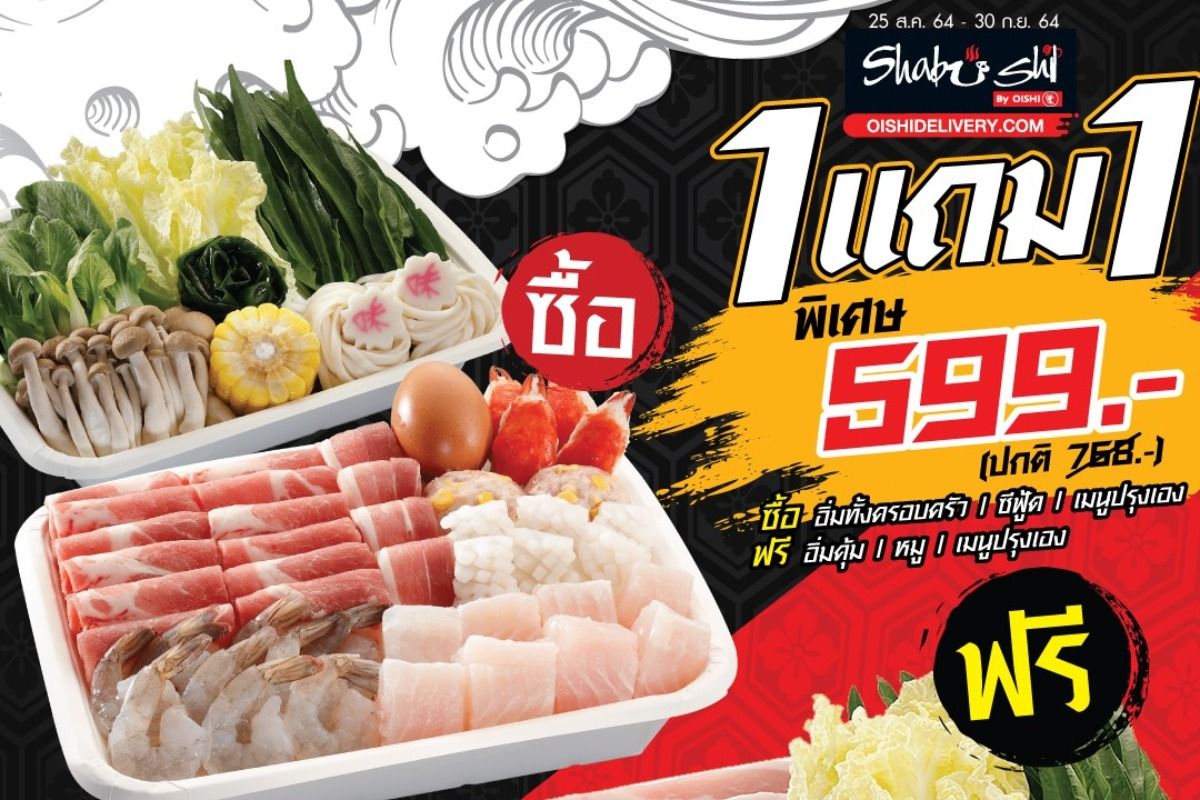 25 ส.ค. 64 - 30 ก.ย. 64
Shabushi
By OISHI
OISHIDELIVERY.COM
1แถม1
ซื้อ
พิเศษ
599.-
(ปกติ 768.-)
ซื้อ อิ่มทั้งครอบครัว | ซีฟู้ด | เมนูปรุงเอง
ฟรี อิ่มคุ้ม | หมู | เมนูปรุงเอง
ฟรี